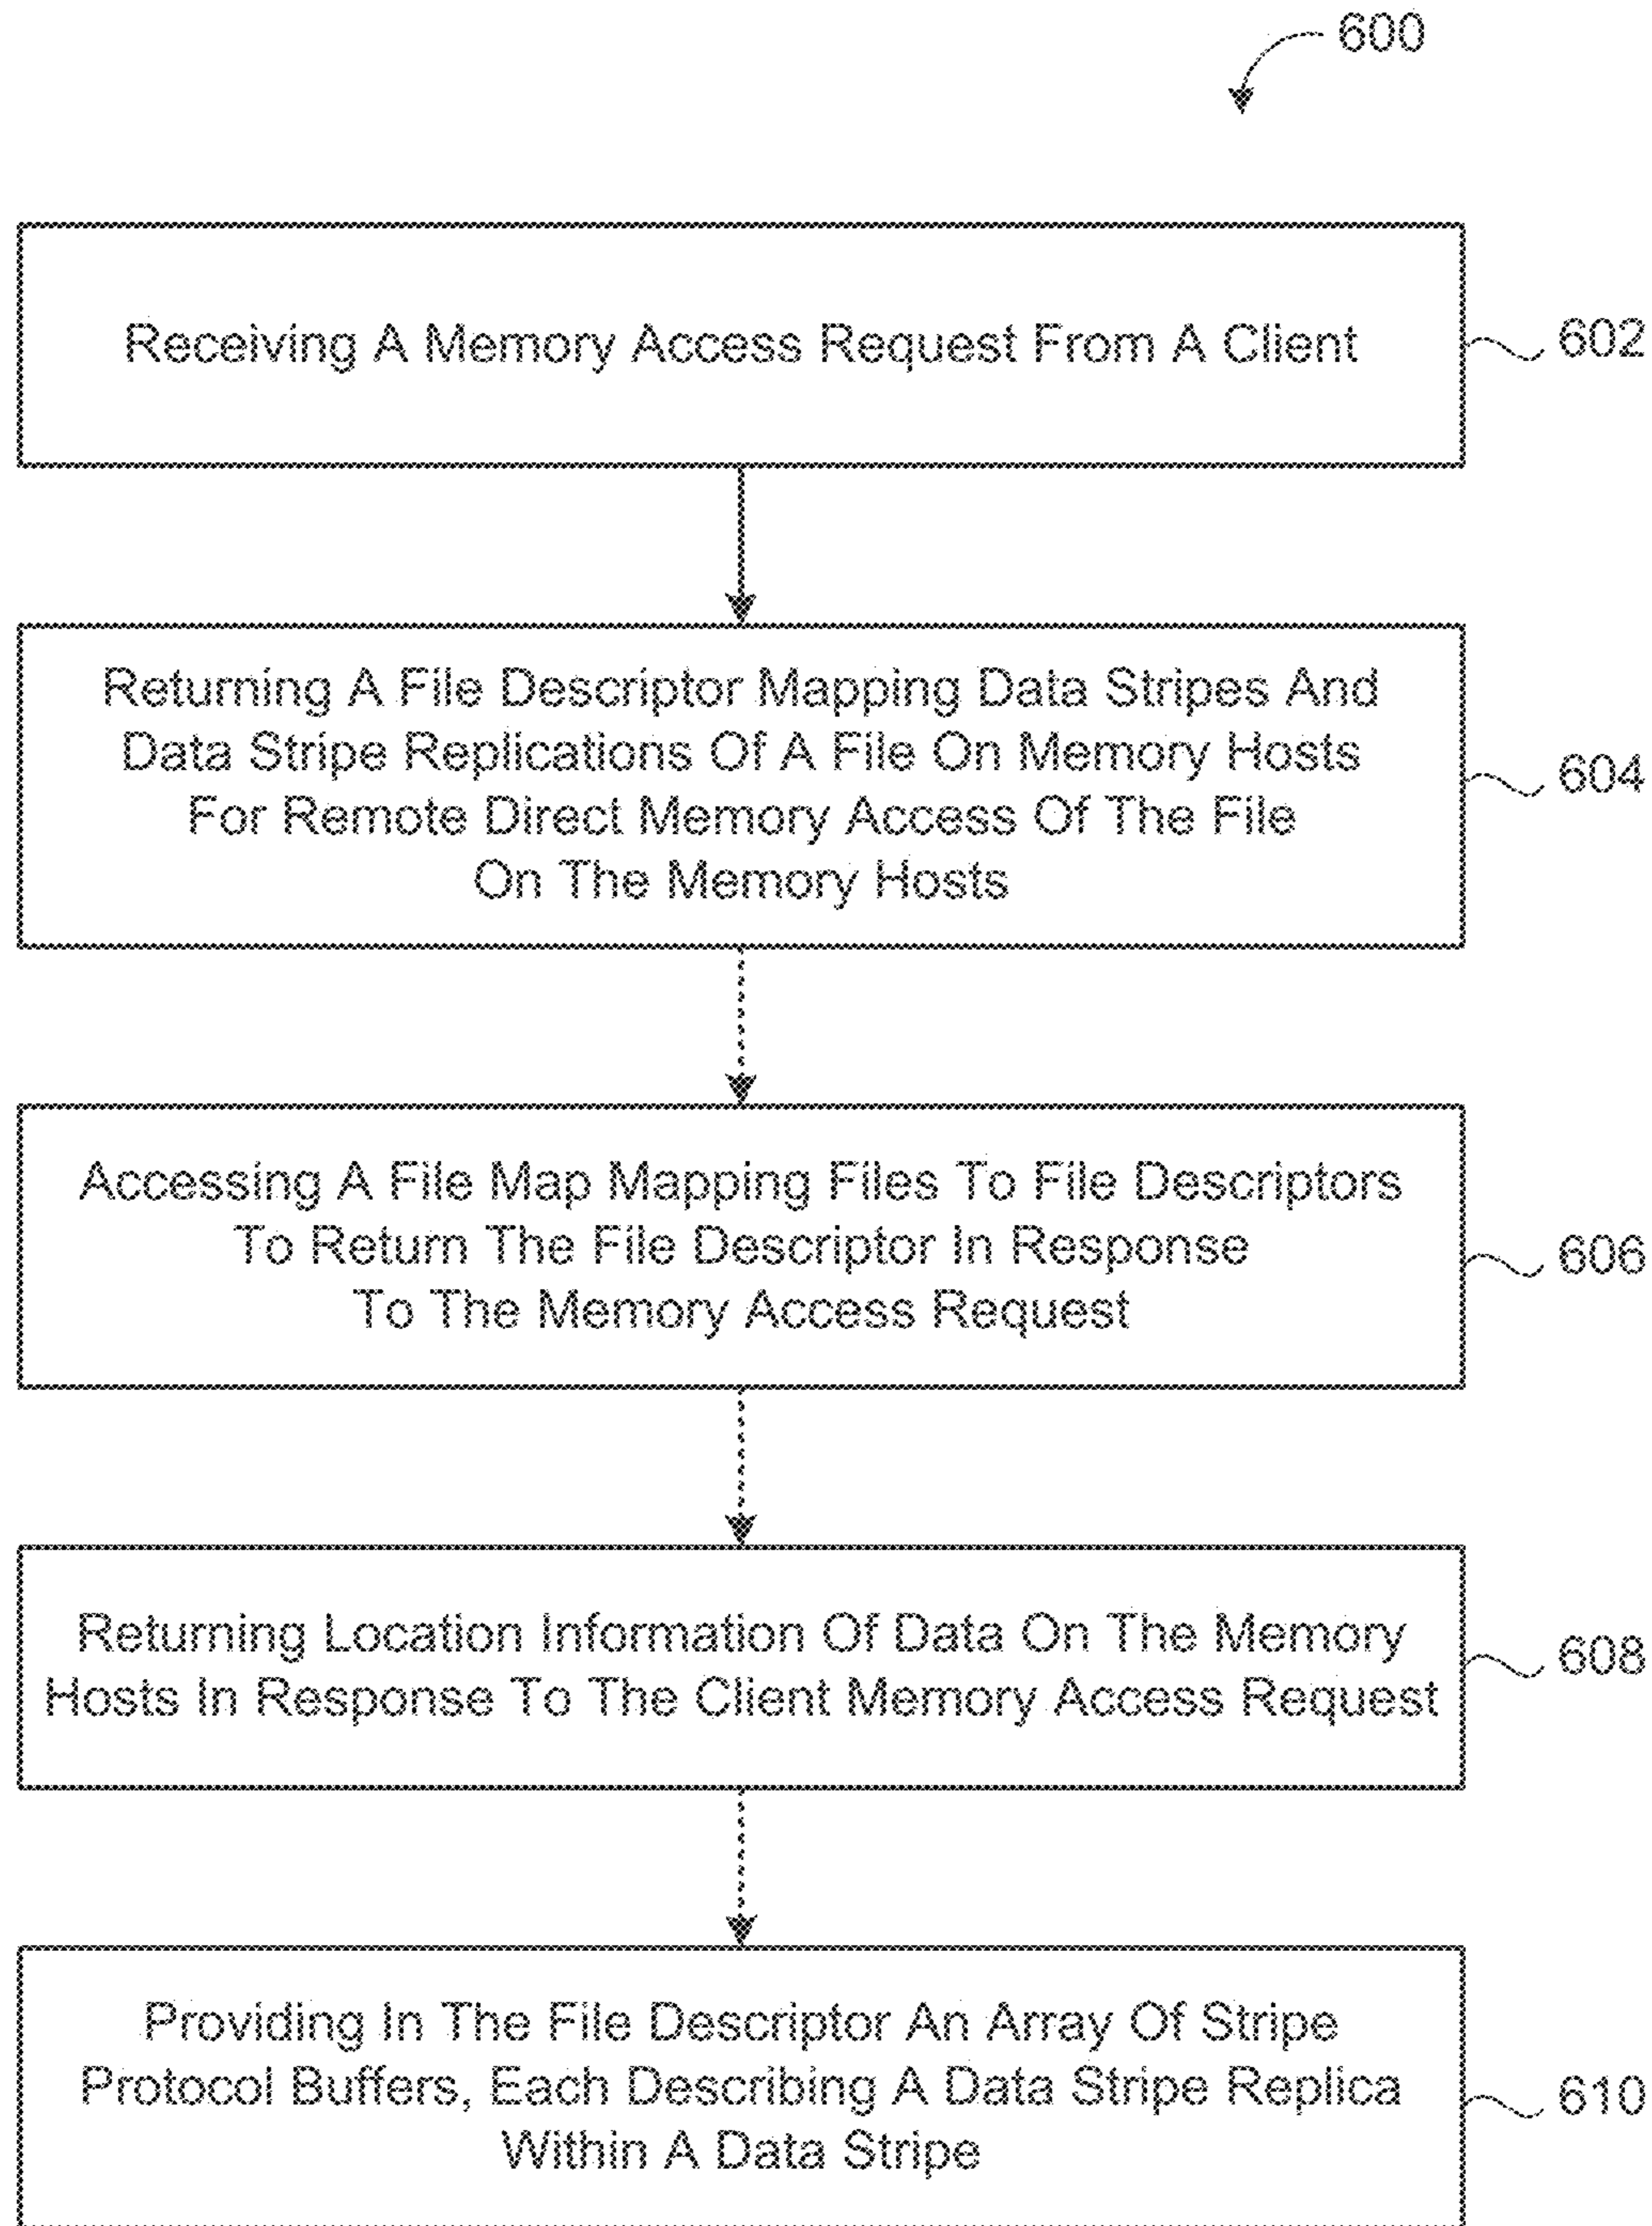 600
Receiving A Memory Access Request From A Client
602
Returning A File Descriptor Mapping Data Stripes And
Data Stripe Replications Of A File On Memory Hosts
For Remote Direct Memory Access Of The File
On The Memory Hosts
604
Accessing A File Map Mapping Files To File Descriptors
To Return The File Descriptor In Response
To The Memory Access Request
606
Returning Location Information Of Data On The Memory
Hosts In Response To The Client Memory Access Request
608
Providing In The File Descriptor An Array Of Stripe
Protocol Buffers, Each Describing A Data Stripe Replica
Within A Data Stripe
610